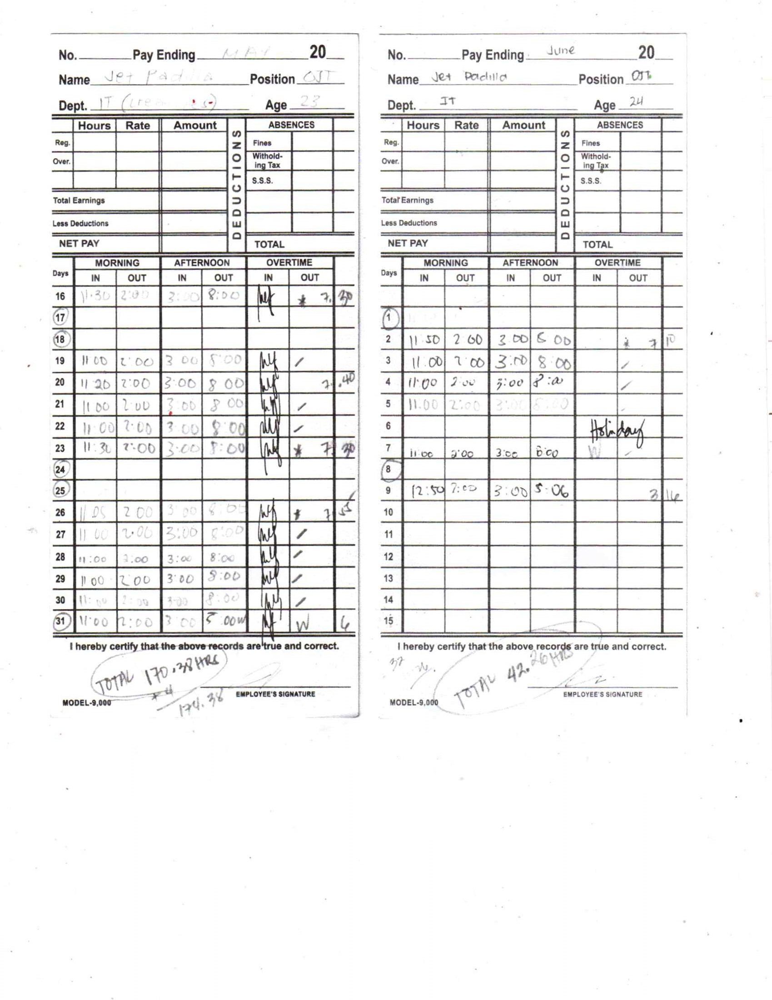 No. Pay Ending MAY 20
Name Jet Padilla Position OJT
Dept. IT Age 23
Hours Rate Amount DEDUCTIONS ABSENCES
Reg. Fines
Over. Withold-
ing Tax
S.S.S.
Total Earnings
Less Deductions
NET PAY TOTAL
Days MORNING AFTERNOON OVERTIME
IN OUT IN OUT IN OUT
16 11:30 2:00 3:00 8:00 * 7. 30
17
18
19 11 00 2:00 3 00 8:00 /
20 11 20 2:00 3:00 8 00 7. .40
21 11 00 2:00 3:00 8 00 /
22 11:00 2:00 3:00 8:00 /
23 11:30 2:00 3:00 8:00 * 7. 30
24
25
26 11 05 2 00 3 00 8:00 * 7. 55
27 11 00 2:00 3:00 8:00 /
28 11:00 2:00 3:00 8:00 /
29 11 00 2:00 3:00 8:00 /
30 11:00 2:00 3:00 8:00 /
31 11:00 2:00 3 00 5 00 W W 6
I hereby certify that the above records are true and correct.
TOTAL 170.38 HRS
+ 4
174.38
EMPLOYEE'S SIGNATURE
MODEL-9,000
No. Pay Ending June 20
Name Jet Padilla Position OJT
Dept. IT Age 24
Hours Rate Amount DEDUCTIONS ABSENCES
Reg. Fines
Over. Withold-
ing Tax
S.S.S.
Total Earnings
Less Deductions
NET PAY TOTAL
Days MORNING AFTERNOON OVERTIME
IN OUT IN OUT IN OUT
1
2 11 50 2 00 3 00 8 00 * 7 10
3 11:00 2 00 3:00 8:00 /
4 11:00 2:00 3:00 8:00 /
5 11:00 2:00 3:00 8:00
6 Holiday
7 11:00 2:00 3:00 8:00 W /
8
9 12:50 2:00 3:00 5:06 3 16
10
11
12
13
14
15
I hereby certify that the above records are true and correct.
37 26.
TOTAL 42.26 HRS
EMPLOYEE'S SIGNATURE
MODEL-9,000